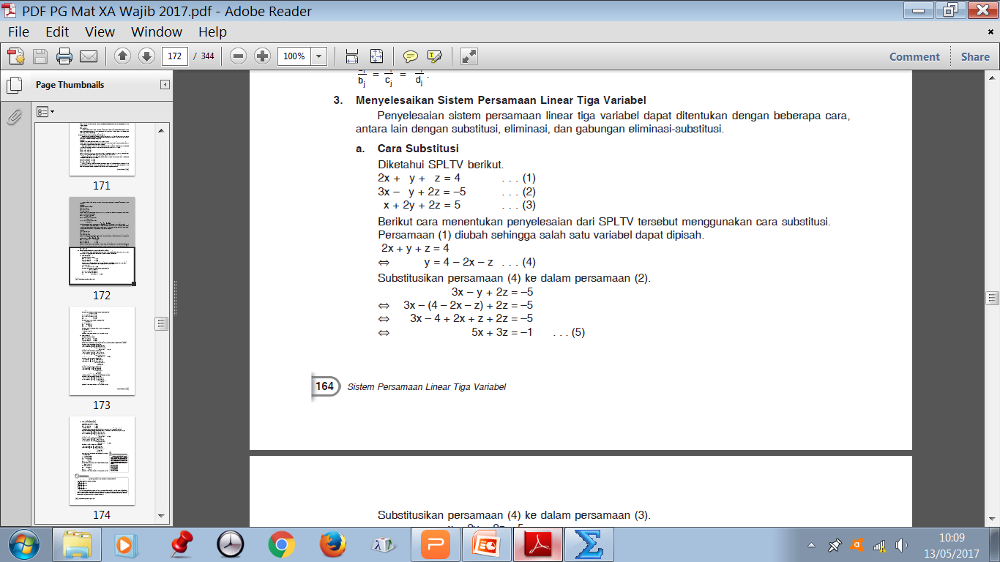 PDF PG Mat XA Wajib 2017.pdf - Adobe Reader
File Edit View Window Help
172 / 344 100% Comment Share
Page Thumbnails
171
172
173
174
b_j = c_j = d_j .
3. Menyelesaikan Sistem Persamaan Linear Tiga Variabel
Penyelesaian sistem persamaan linear tiga variabel dapat ditentukan dengan beberapa cara,
antara lain dengan substitusi, eliminasi, dan gabungan eliminasi-substitusi.
a. Cara Substitusi
Diketahui SPLTV berikut.
2x + y + z = 4 . . . (1)
3x – y + 2z = –5 . . . (2)
x + 2y + 2z = 5 . . . (3)
Berikut cara menentukan penyelesaian dari SPLTV tersebut menggunakan cara substitusi.
Persamaan (1) diubah sehingga salah satu variabel dapat dipisah.
2x + y + z = 4
⇔ y = 4 – 2x – z . . . (4)
Substitusikan persamaan (4) ke dalam persamaan (2).
3x – y + 2z = –5
⇔ 3x – (4 – 2x – z) + 2z = –5
⇔ 3x – 4 + 2x + z + 2z = –5
⇔ 5x + 3z = –1 . . . (5)
164 Sistem Persamaan Linear Tiga Variabel
Substitusikan persamaan (4) ke dalam persamaan (3).
10:09
13/05/2017